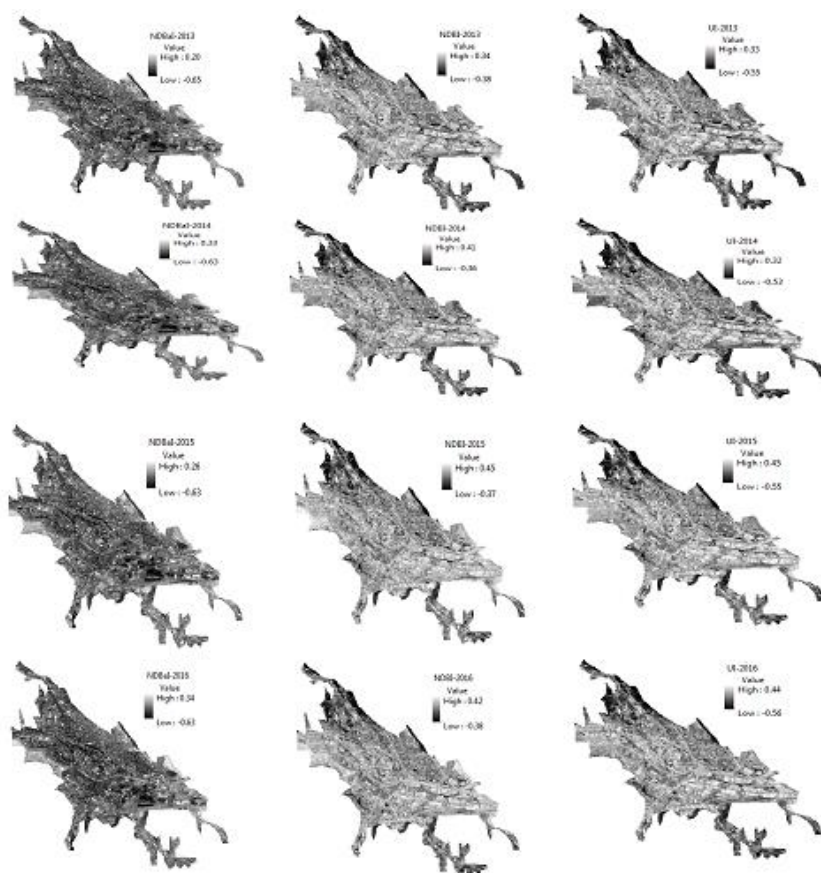 NDBaI-2013
Value
High : 0.20
Low : -0.65
NDBI-2013
Value
High : 0.34
Low : -0.38
UI-2013
Value
High : 0.33
Low : -0.55
NDBaI-2014
Value
High : 0.33
Low : -0.63
NDBI-2014
Value
High : 0.41
Low : -0.36
UI-2014
Value
High : 0.32
Low : -0.53
NDBaI-2015
Value
High : 0.26
Low : -0.63
NDBI-2015
Value
High : 0.45
Low : -0.37
UI-2015
Value
High : 0.45
Low : -0.55
NDBaI-2016
Value
High : 0.34
Low : -0.63
NDBI-2016
Value
High : 0.42
Low : -0.38
UI-2016
Value
High : 0.44
Low : -0.56